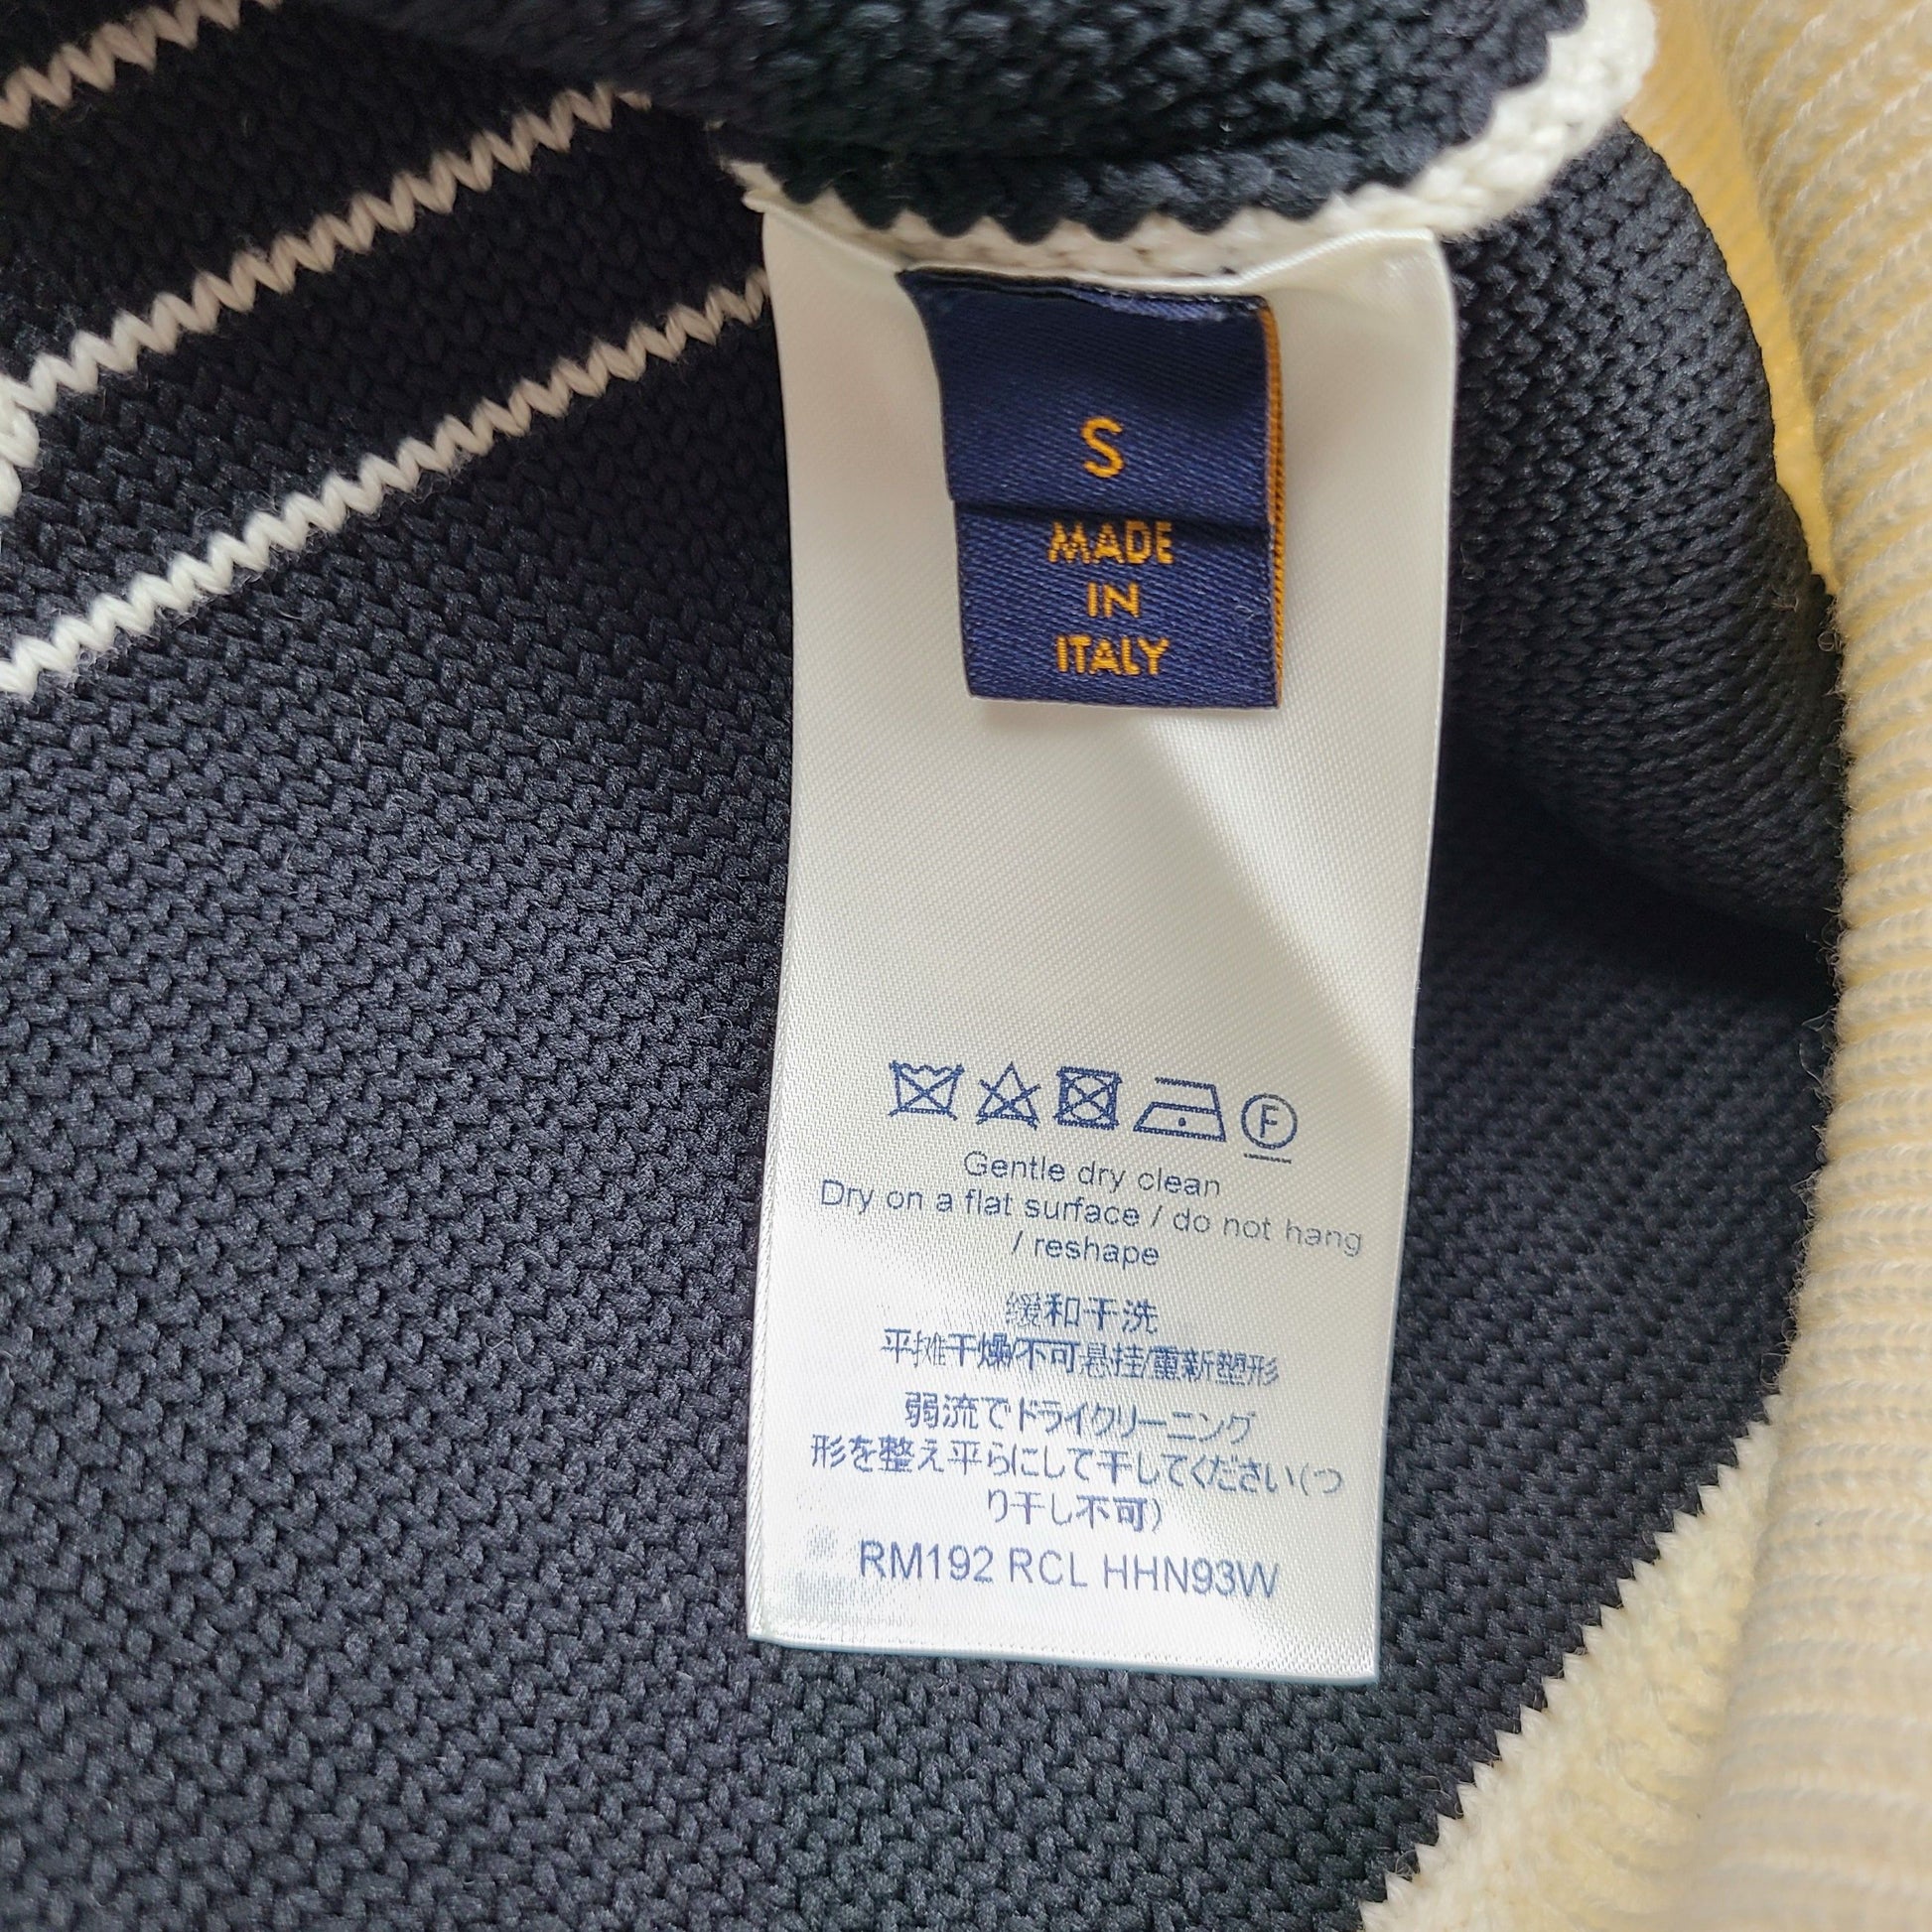 S
MADE
IN
ITALY
F
Gentle dry clean
Dry on a flat surface / do not hang
/ reshape
缓和干洗
平摊干燥/不可悬挂/重新塑形
弱流でドライクリーニング
形を整え平らにして干してください(つ
り干し不可)
RM192 RCL HHN93W